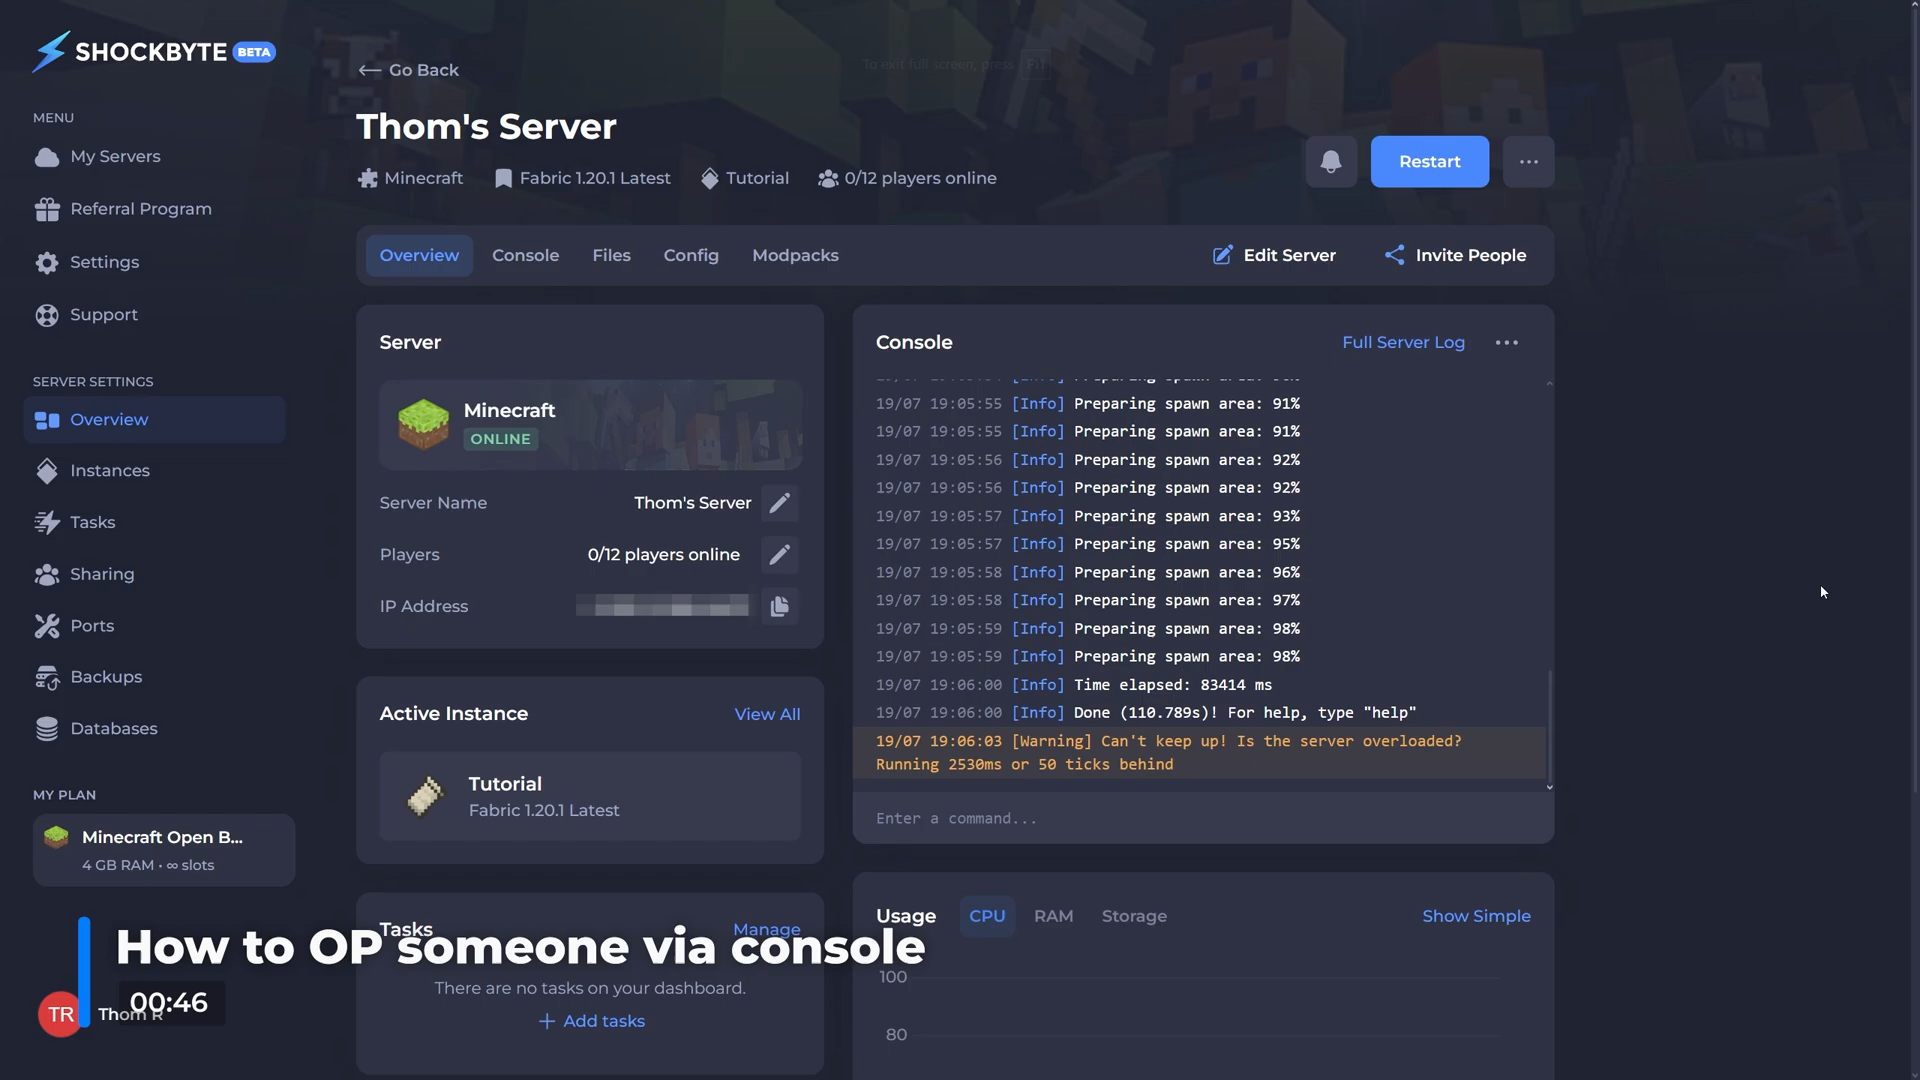 SHOCKBYTE BETA
MENU
My Servers
Referral Program
Settings
Support
SERVER SETTINGS
Overview
Instances
Tasks
Sharing
Ports
Backups
Databases
MY PLAN
Minecraft Open B...
4 GB RAM • ∞ slots
TR
Thom R
To exit full screen, press F11
Go Back
Thom's Server
Minecraft
Fabric 1.20.1 Latest
Tutorial
0/12 players online
Restart
Overview
Console
Files
Config
Modpacks
Edit Server
Invite People
Server
Minecraft
ONLINE
Server Name
Thom's Server
Players
0/12 players online
IP Address
Active Instance
View All
Tutorial
Fabric 1.20.1 Latest
Tasks
Manage
There are no tasks on your dashboard.
+ Add tasks
Console
Full Server Log
19/07 19:05:55 [Info] Preparing spawn area: 91%
19/07 19:05:55 [Info] Preparing spawn area: 91%
19/07 19:05:56 [Info] Preparing spawn area: 92%
19/07 19:05:56 [Info] Preparing spawn area: 92%
19/07 19:05:57 [Info] Preparing spawn area: 93%
19/07 19:05:57 [Info] Preparing spawn area: 95%
19/07 19:05:58 [Info] Preparing spawn area: 96%
19/07 19:05:58 [Info] Preparing spawn area: 97%
19/07 19:05:59 [Info] Preparing spawn area: 98%
19/07 19:05:59 [Info] Preparing spawn area: 98%
19/07 19:06:00 [Info] Time elapsed: 83414 ms
19/07 19:06:00 [Info] Done (110.789s)! For help, type "help"
19/07 19:06:03 [Warning] Can't keep up! Is the server overloaded?
Running 2530ms or 50 ticks behind
Enter a command...
Usage
CPU
RAM
Storage
Show Simple
100
80
How to OP someone via console
00:46